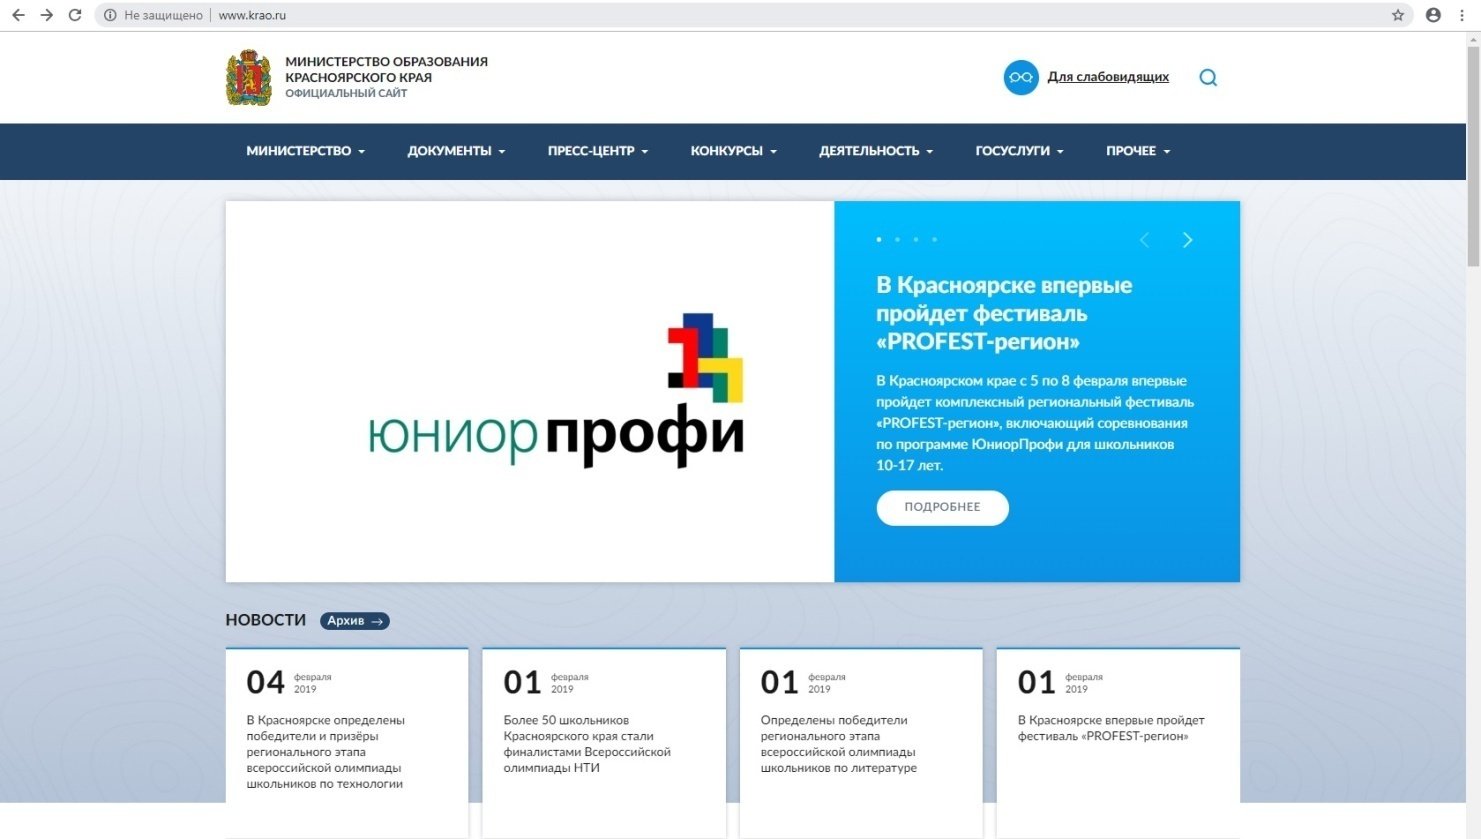 Не защищено www.krao.ru
МИНИСТЕРСТВО ОБРАЗОВАНИЯ
КРАСНОЯРСКОГО КРАЯ
ОФИЦИАЛЬНЫЙ САЙТ
Для слабовидящих
МИНИСТЕРСТВО ДОКУМЕНТЫ ПРЕСС-ЦЕНТР КОНКУРСЫ ДЕЯТЕЛЬНОСТЬ ГОСУСЛУГИ ПРОЧЕЕ
юниорпрофи
В Красноярске впервые
пройдет фестиваль
«PROFEST-регион»
В Красноярском крае с 5 по 8 февраля впервые
пройдет комплексный региональный фестиваль
«PROFEST-регион», включающий соревнования
по программе ЮниорПрофи для школьников
10-17 лет.
ПОДРОБНЕЕ
НОВОСТИ Архив →
04 февраля
2019
В Красноярске определены
победители и призёры
регионального этапа
всероссийской олимпиады
школьников по технологии
01 февраля
2019
Более 50 школьников
Красноярского края стали
финалистами Всероссийской
олимпиады НТИ
01 февраля
2019
Определены победители
регионального этапа
всероссийской олимпиады
школьников по литературе
01 февраля
2019
В Красноярске впервые пройдет
фестиваль «PROFEST-регион»